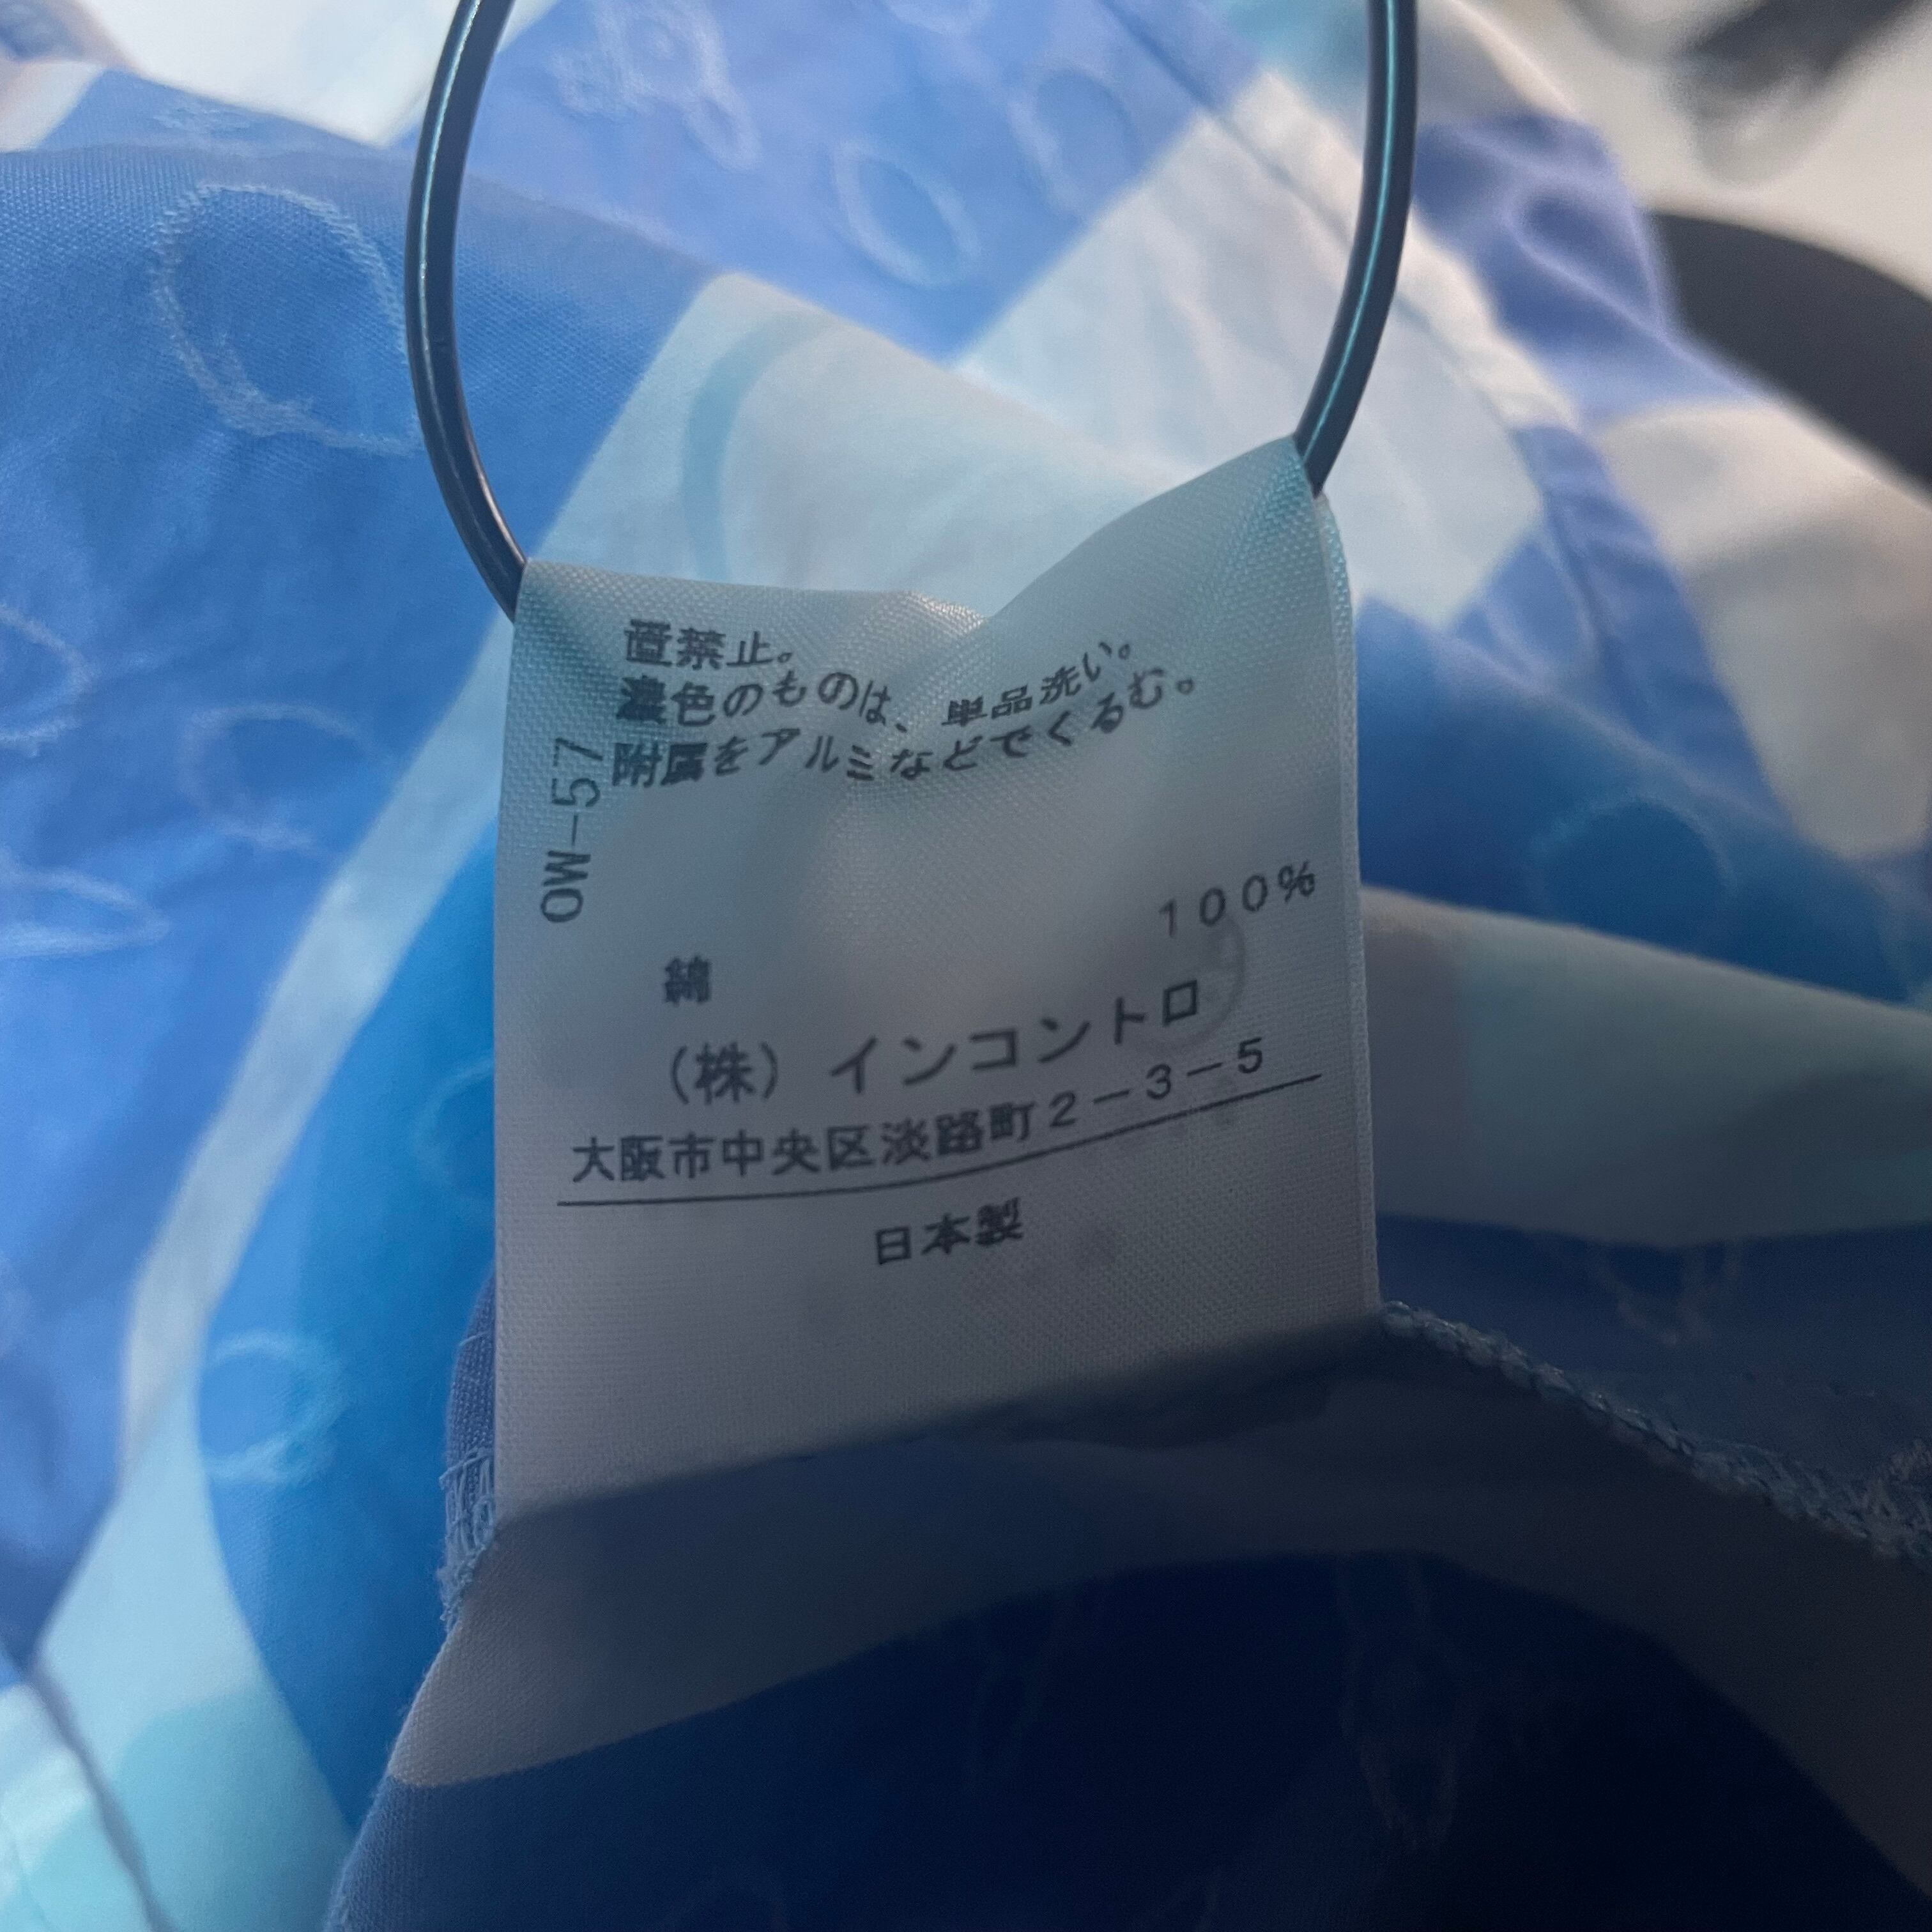 置禁止。
濃色のものは、単品洗い。
附属をアルミなどでくるむ。
OW-57
綿 100%
(株)インコントロ
大阪市中央区淡路町2-3-5
日本製